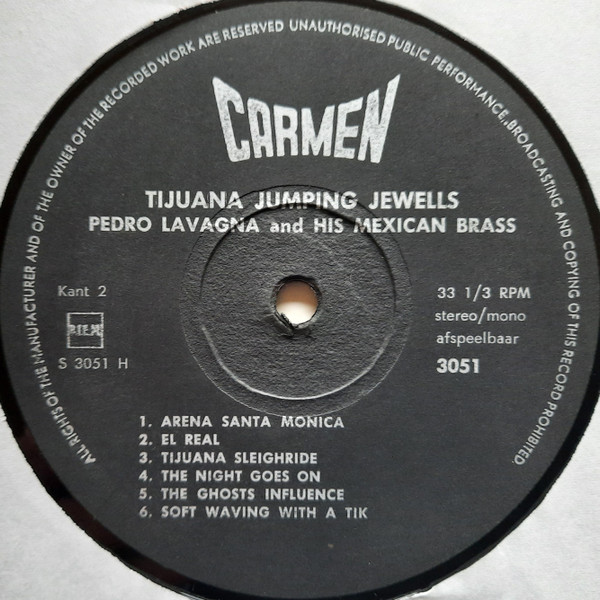 ALL RIGHTS OF THE MANUFACTURER AND OF THE OWNER OF THE RECORDED WORK ARE RESERVED UNAUTHORISED PUBLIC PERFORMANCE, BROADCASTING AND COPYING OF THIS RECORD PROHIBITED.
CARMEN
TIJUANA JUMPING JEWELLS
PEDRO LAVAGNA and HIS MEXICAN BRASS
Kant 2
33 1/3 RPM
B.I.E.M.
stereo/mono
afspeelbaar
S 3051 H
3051
1. ARENA SANTA MONICA
2. EL REAL
3. TIJUANA SLEIGHRIDE
4. THE NIGHT GOES ON
5. THE GHOSTS INFLUENCE
6. SOFT WAVING WITH A TIK